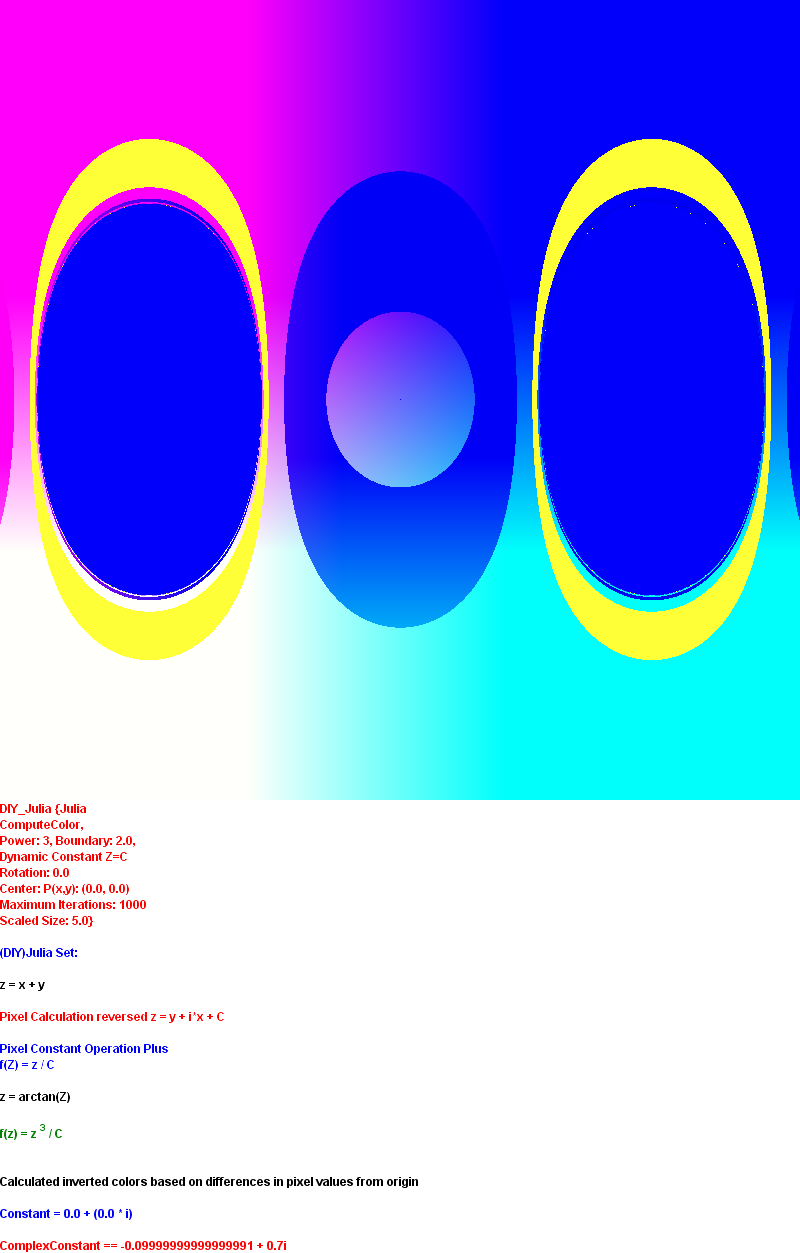 DIY_Julia {Julia
ComputeColor,
Power: 3, Boundary: 2.0,
Dynamic Constant Z=C
Rotation: 0.0
Center: P(x,y): (0.0, 0.0)
Maximum Iterations: 1000
Scaled Size: 5.0}
(DIY)Julia Set:
z = x + y
Pixel Calculation reversed z = y + i*x + C
Pixel Constant Operation Plus
f(Z) = z / C
z = arctan(Z)
f(z) = z ^3 / C
Calculated inverted colors based on differences in pixel values from origin
Constant = 0.0 + (0.0 * i)
ComplexConstant == -0.09999999999999991 + 0.7i